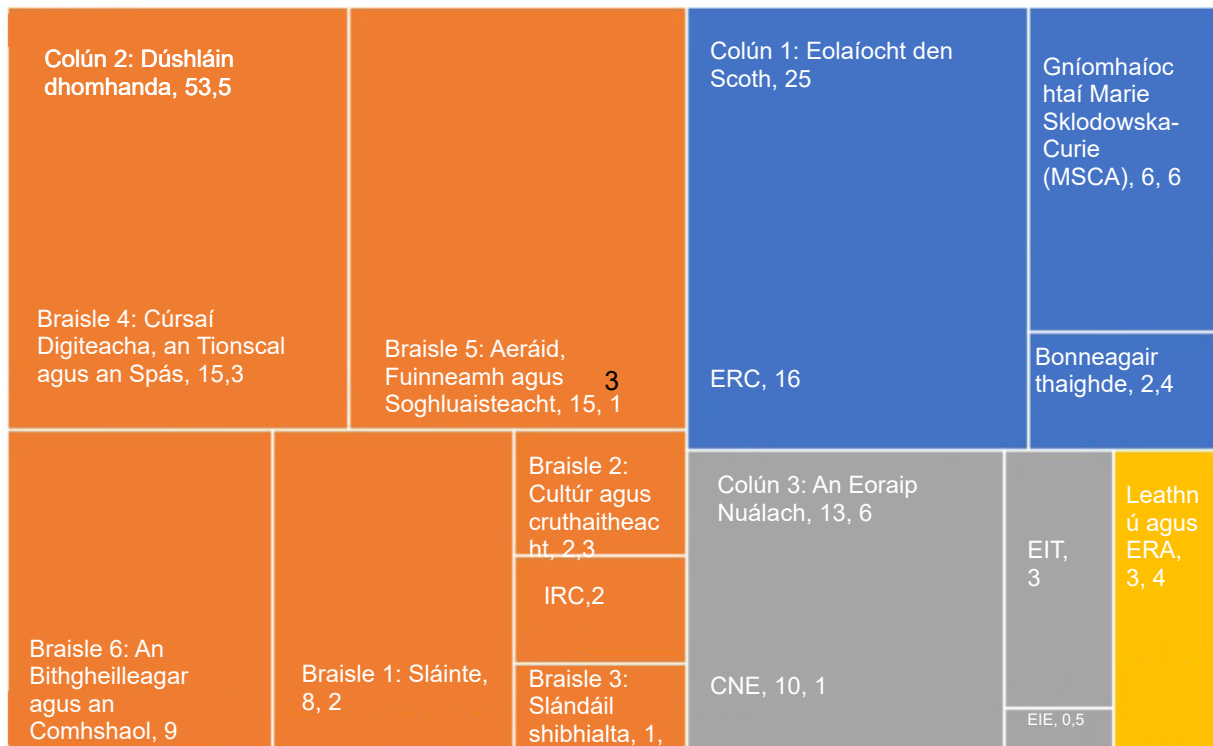 Colún 2: Dúshláin
dhomhanda, 53,5
Braisle 4: Cúrsaí
Digiteacha, an Tionscal
agus an Spás, 15,3
Braisle 5: Aeráid,
Fuinneamh agus
3
Soghluaisteacht, 15, 1
Colún 1: Eolaíocht den
Scoth, 25
ERC, 16
Gníomhaíoc
htaí Marie
Sklodowska-
Curie
(MSCA), 6, 6
Bonneagair
thaighde, 2,4
Braisle 6: An
Bithgheilleagar
agus an
Comhshaol, 9
Braisle 1: Sláinte,
8, 2
Braisle 2:
Cultúr agus
cruthaitheac
ht, 2,3
IRC,2
Braisle 3:
Slándáil
shibhialta, 1,
Colún 3: An Eoraip
Nuálach, 13, 6
CNE, 10, 1
EIT,
3
EIE, 0,5
Leathn
ú agus
ERA,
3, 4